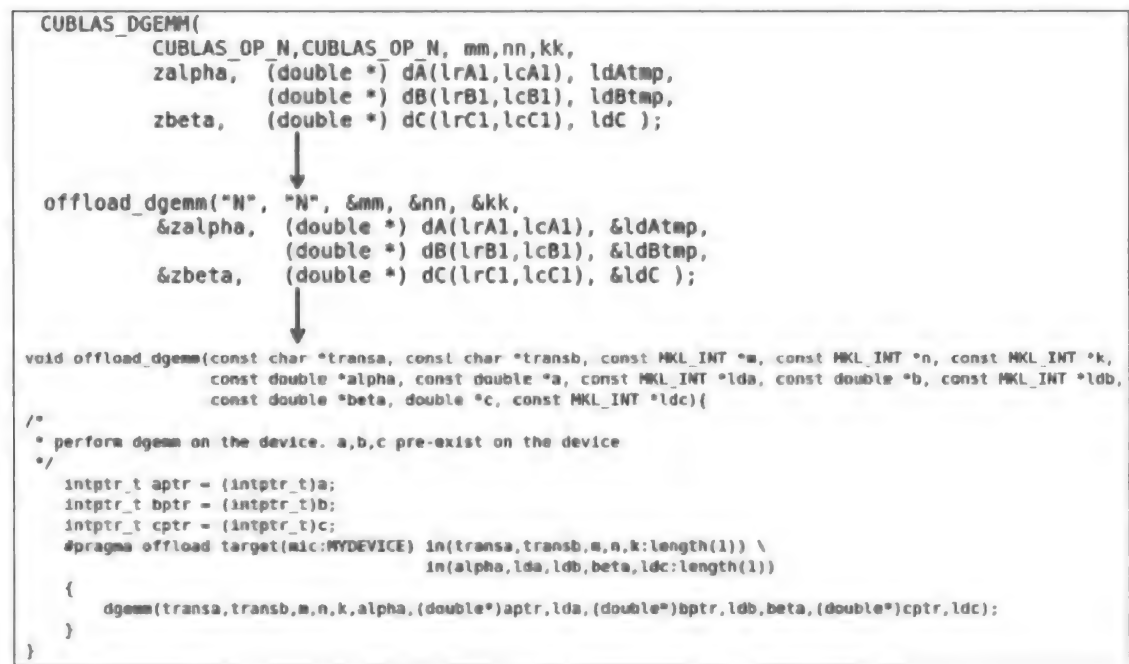 CUBLAS_DGEMM(
CUBLAS_OP_N,CUBLAS_OP_N, mm,nn,kk,
zalpha, (double *) dA(lrA1,lcA1), ldAtmp,
(double *) dB(lrB1,lcB1), ldBtmp,
zbeta, (double *) dC(lrC1,lcC1), ldC );
offload_dgemm("N", "N", &mm, &nn, &kk,
&zalpha, (double *) dA(lrA1,lcA1), &ldAtmp,
(double *) dB(lrB1,lcB1), &ldBtmp,
&zbeta, (double *) dC(lrC1,lcC1), &ldC );
void offload_dgemm(const char *transa, const char *transb, const MKL_INT *m, const MKL_INT *n, const MKL_INT *k,
const double *alpha, const double *a, const MKL_INT *lda, const double *b, const MKL_INT *ldb,
const double *beta, double *c, const MKL_INT *ldc){
/*
* perform dgemm on the device. a,b,c pre-exist on the device
*/
intptr_t aptr = (intptr_t)a;
intptr_t bptr = (intptr_t)b;
intptr_t cptr = (intptr_t)c;
#pragma offload target(mic:MYDEVICE) in(transa,transb,m,n,k:length(1)) \
in(alpha,lda,ldb,beta,ldc:length(1))
{
dgemm(transa,transb,m,n,k,alpha,(double*)aptr,lda,(double*)bptr,ldb,beta,(double*)cptr,ldc);
}
}